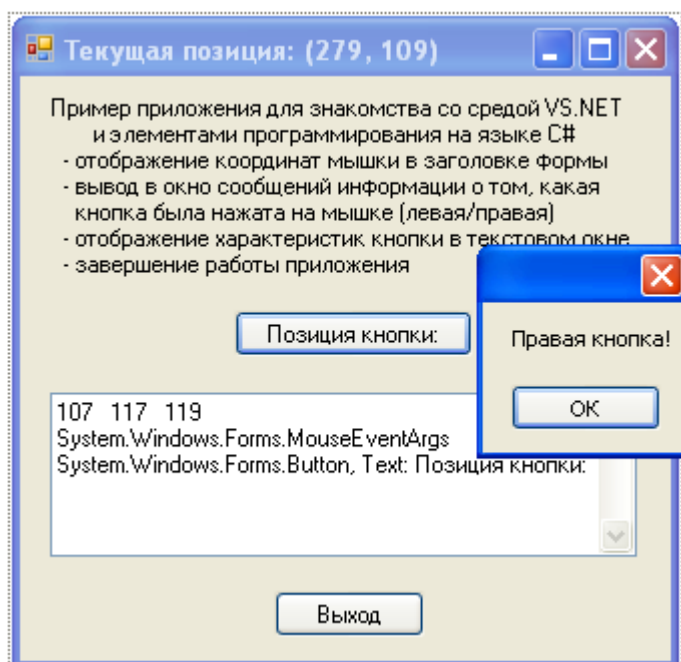 Текущая позиция: (279, 109)
Пример приложения для знакомства со средой VS.NET
и элементами программирования на языке C#
- отображение координат мышки в заголовке формы
- вывод в окно сообщений информации о том, какая
кнопка была нажата на мышке (левая/правая)
- отображение характеристик кнопки в текстовом окне
- завершение работы приложения
Позиция кнопки:
Правая кнопка!
OK
107 117 119
System.Windows.Forms.MouseEventArgs
System.Windows.Forms.Button, Text: Позиция кнопки:
Выход